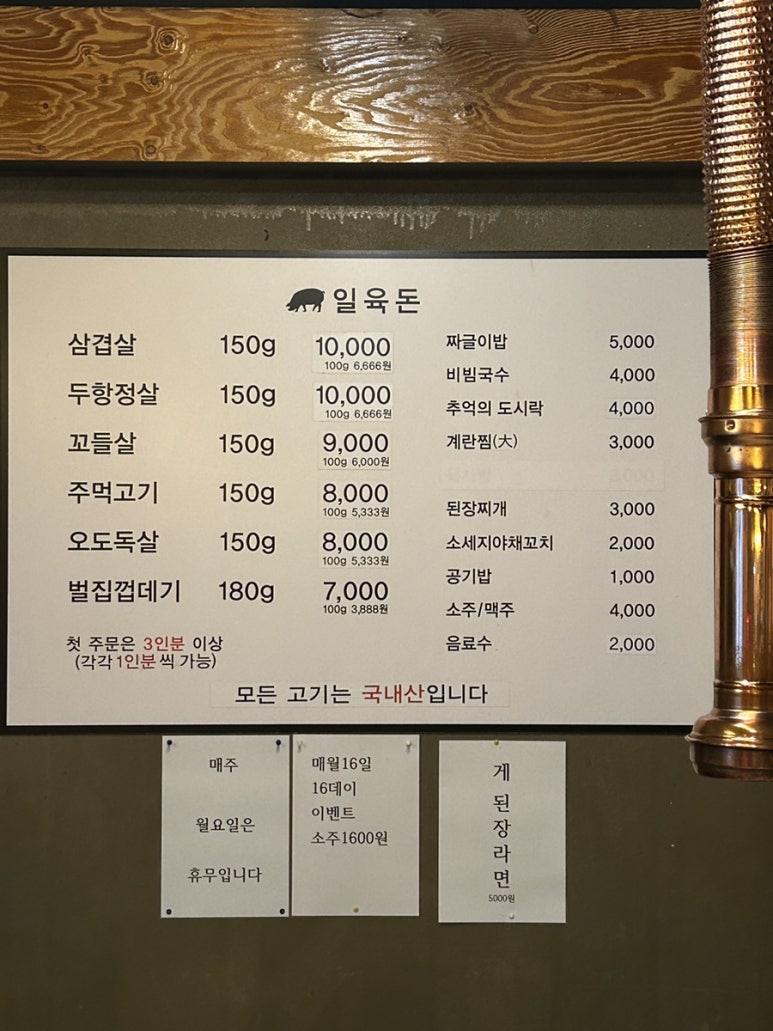 일육돈
삼겹살 150g 10,000
100g 6,666원
두항정살 150g 10,000
100g 6,666원
꼬들살 150g 9,000
100g 6,000원
주먹고기 150g 8,000
100g 5,333원
오도독살 150g 8,000
100g 5,333원
벌집껍데기 180g 7,000
100g 3,888원
첫 주문은 3인분 이상
(각각 1인분 씩 가능)
짜글이밥 5,000
비빔국수 4,000
추억의 도시락 4,000
계란찜(大) 3,000
된장찌개 3,000
소세지야채꼬치 2,000
공기밥 1,000
소주/맥주 4,000
음료수 2,000
모든 고기는 국내산입니다
매주
월요일은
휴무입니다
매월16일
16데이
이벤트
소주1600원
게
된
장
라
면
5000원